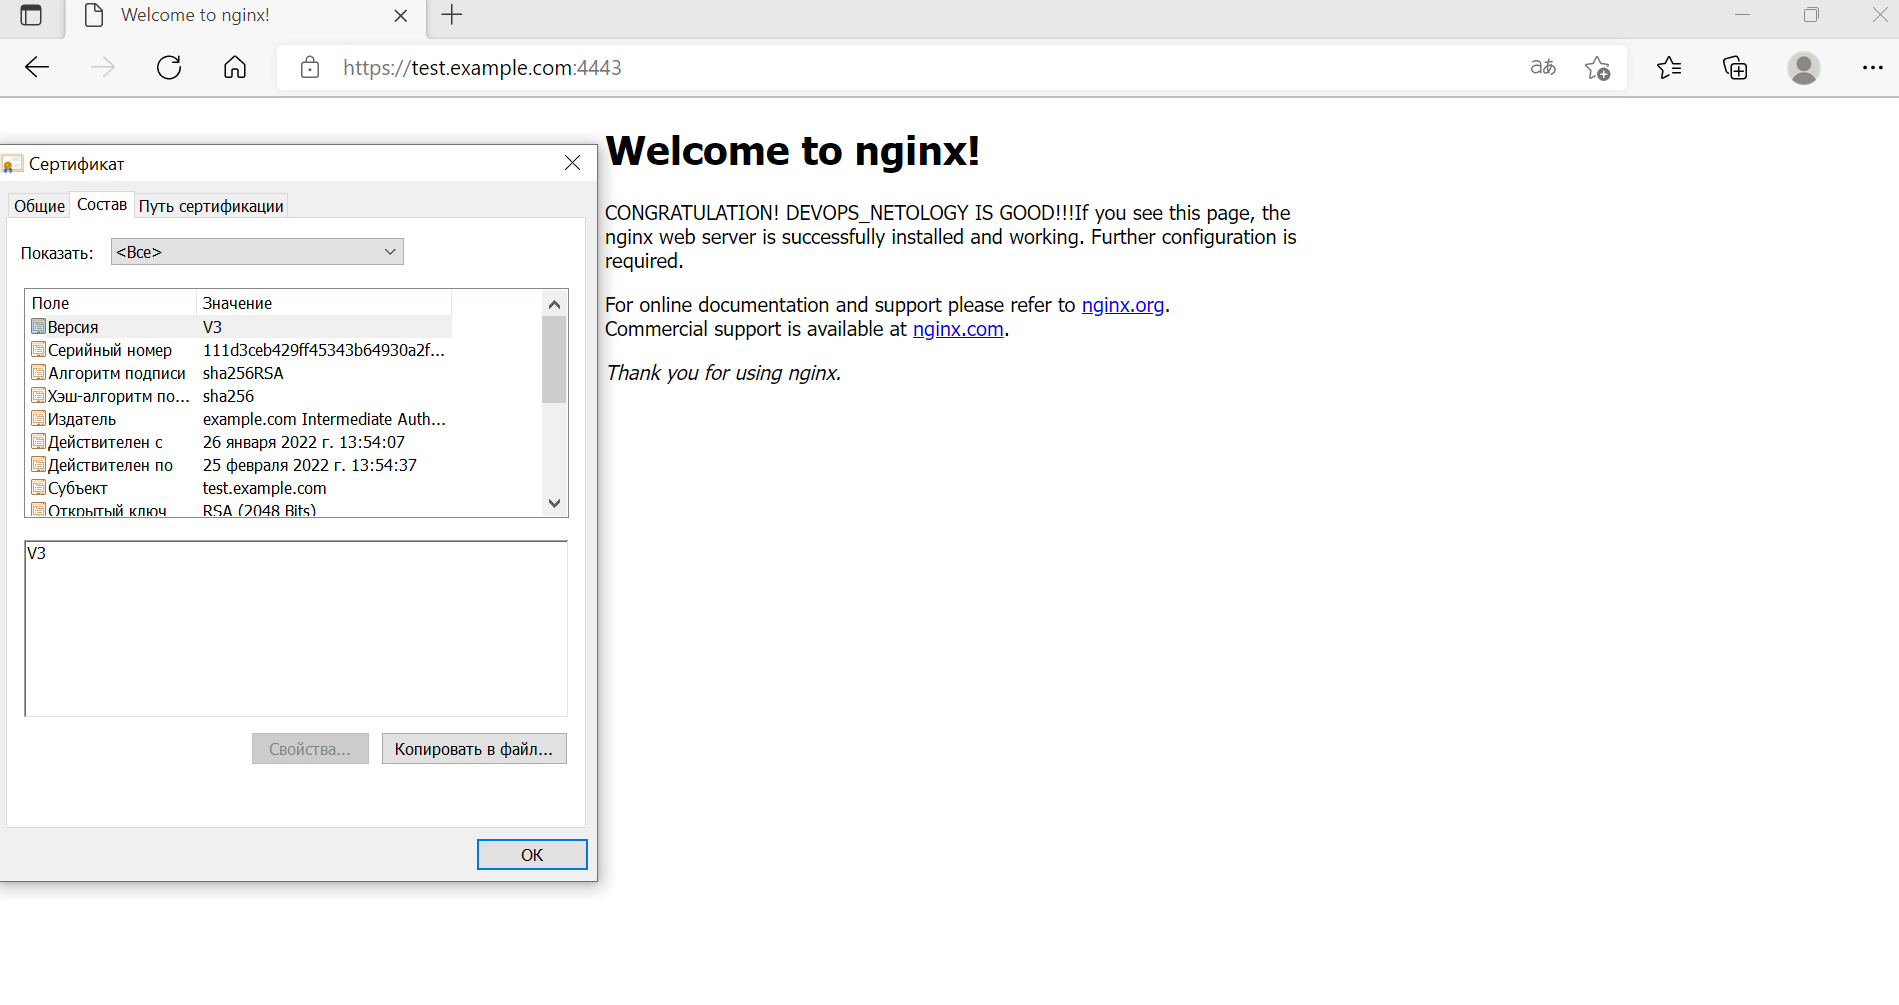 Welcome to nginx!
https://test.example.com:4443
aあ
Сертификат
Общие
Состав
Путь сертификации
Показать:
<Все>
Поле Значение
Версия V3
Серийный номер 111d3ceb429ff45343b64930a2f...
Алгоритм подписи sha256RSA
Хэш-алгоритм по... sha256
Издатель example.com Intermediate Auth...
Действителен с 26 января 2022 г. 13:54:07
Действителен по 25 февраля 2022 г. 13:54:37
Субъект test.example.com
Открытый ключ RSA (2048 Bits)
V3
Свойства...
Копировать в файл...
ОК
Welcome to nginx!
CONGRATULATION! DEVOPS_NETOLOGY IS GOOD!!!If you see this page, the
nginx web server is successfully installed and working. Further configuration is
required.
For online documentation and support please refer to nginx.org.
Commercial support is available at nginx.com.
Thank you for using nginx.